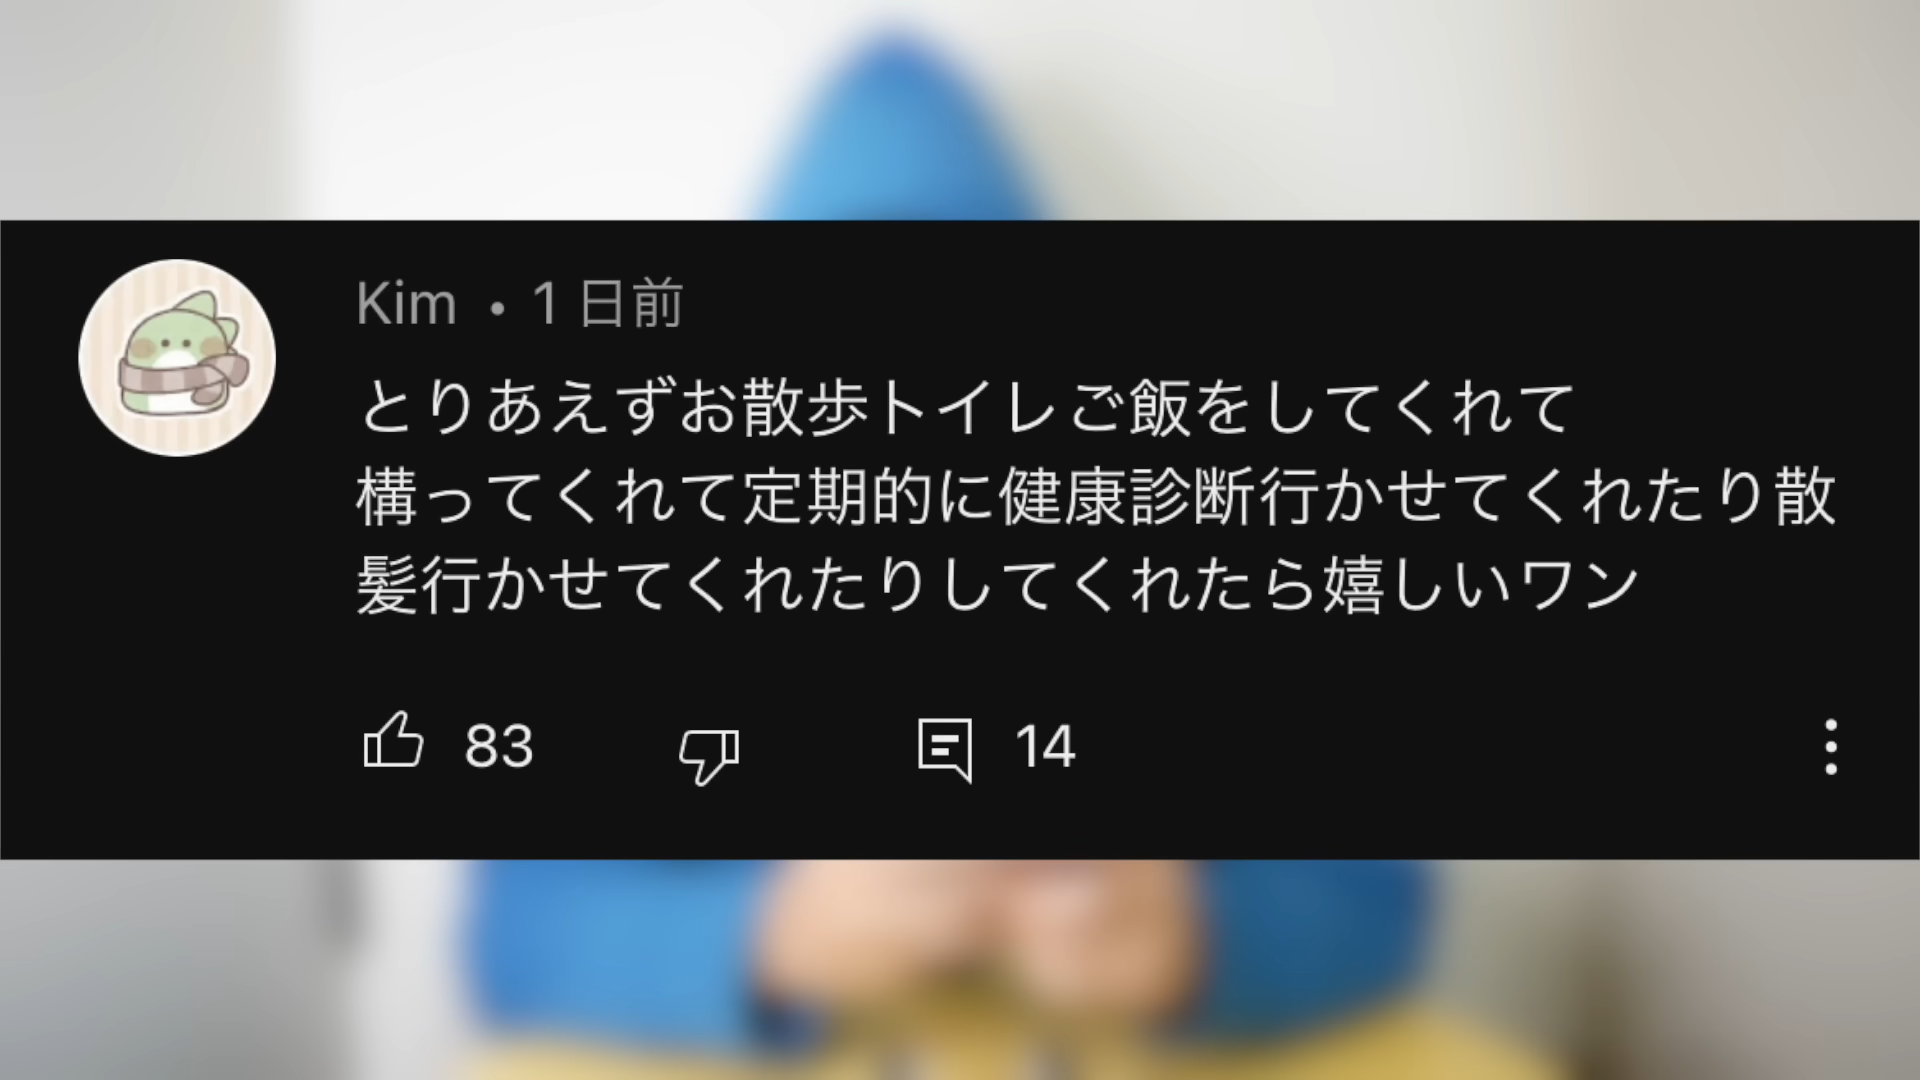 Kim・1日前
とりあえずお散歩トイレご飯をしてくれて
構ってくれて定期的に健康診断行かせてくれたり散
髪行かせてくれたりしてくれたら嬉しいワン
83 14